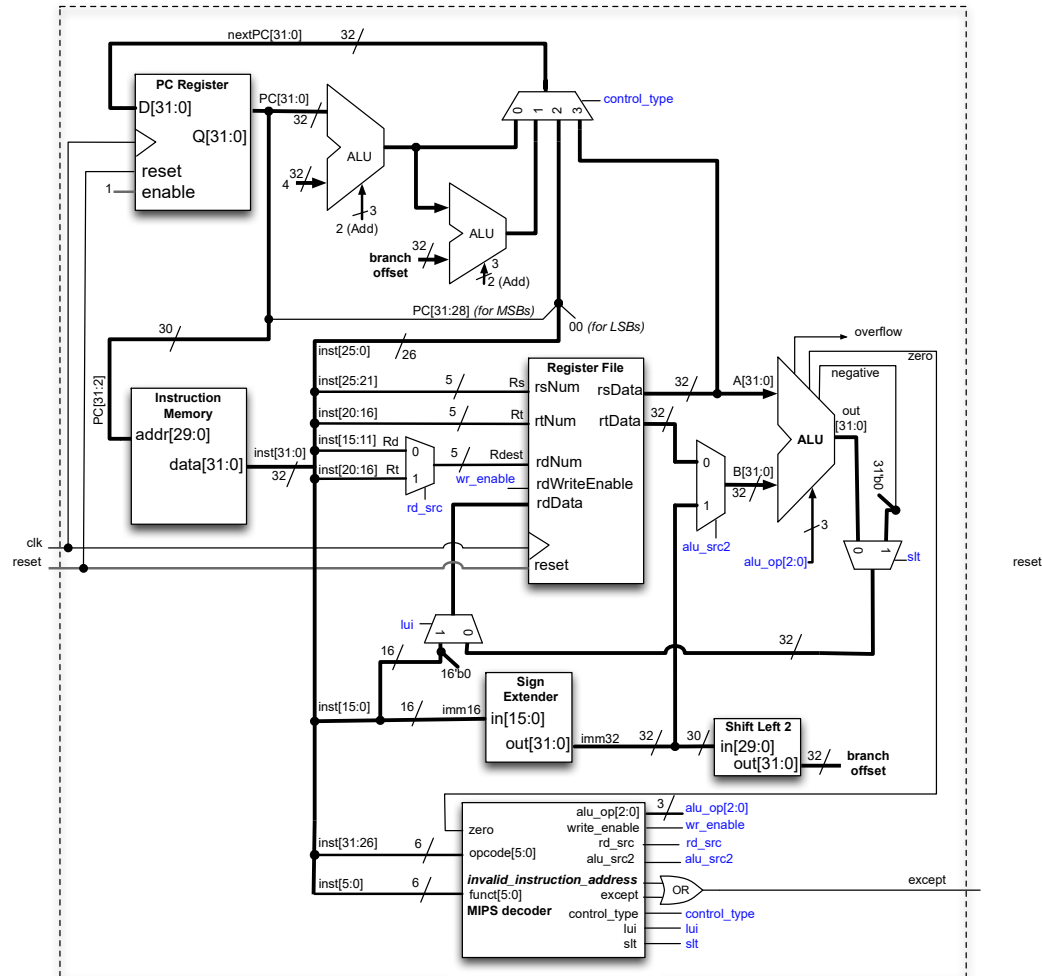 nextPC[31:0]
32
PC Register
D[31:0]
Q[31:0]
reset
enable
1
PC[31:0]
32
ALU
32
4
3
2 (Add)
0
1
2
3
control_type
ALU
32
branch
offset
3
2 (Add)
PC[31:28] (for MSBs)
00 (for LSBs)
30
PC[31:2]
inst[25:0]
26
Instruction
Memory
addr[29:0]
data[31:0]
inst[31:0]
32
inst[25:21]
5
Rs
inst[20:16]
5
Rt
inst[15:11]
Rd
0
inst[20:16]
Rt
1
rd_src
5
Rdest
wr_enable
Register File
rsNum
rsData
rtNum
rtData
rdNum
rdWriteEnable
rdData
reset
32
32
A[31:0]
0
1
alu_src2
B[31:0]
32
ALU
overflow
zero
negative
out
[31:0]
3
alu_op[2:0]
31'b0
0
1
slt
clk
reset
reset
lui
1
0
16
16'b0
32
inst[15:0]
16
imm16
Sign
Extender
in[15:0]
out[31:0]
imm32
32
30
Shift Left 2
in[29:0]
out[31:0]
32
branch
offset
zero
inst[31:26]
6
opcode[5:0]
inst[5:0]
6
funct[5:0]
MIPS decoder
alu_op[2:0]
3
alu_op[2:0]
write_enable
wr_enable
rd_src
rd_src
alu_src2
alu_src2
invalid_instruction_address
except
OR
except
control_type
control_type
lui
lui
slt
slt